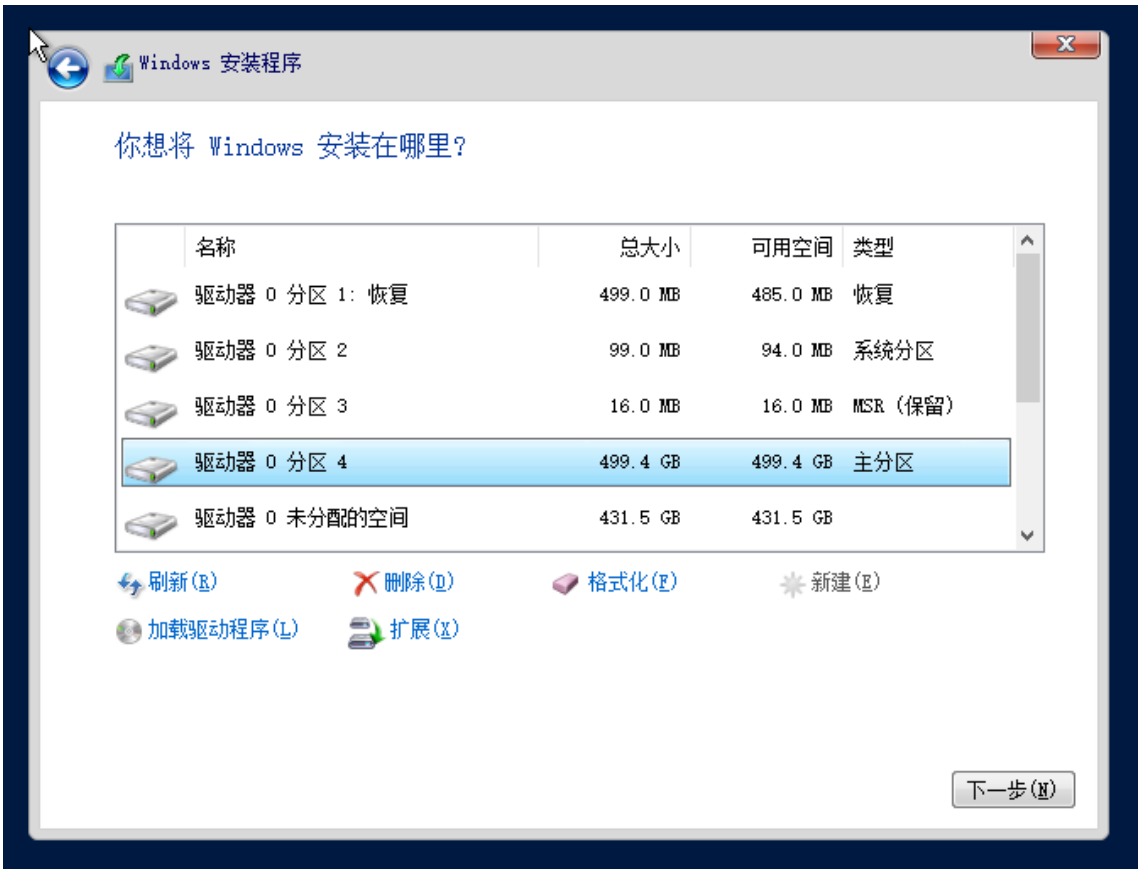 Windows 安装程序
你想将 Windows 安装在哪里?
名称 总大小 可用空间 类型
驱动器 0 分区 1: 恢复 499.0 MB 485.0 MB 恢复
驱动器 0 分区 2 99.0 MB 94.0 MB 系统分区
驱动器 0 分区 3 16.0 MB 16.0 MB MSR (保留)
驱动器 0 分区 4 499.4 GB 499.4 GB 主分区
驱动器 0 未分配的空间 431.5 GB 431.5 GB
刷新(R) 删除(D) 格式化(F) 新建(E)
加载驱动程序(L) 扩展(X)
下一步(N)